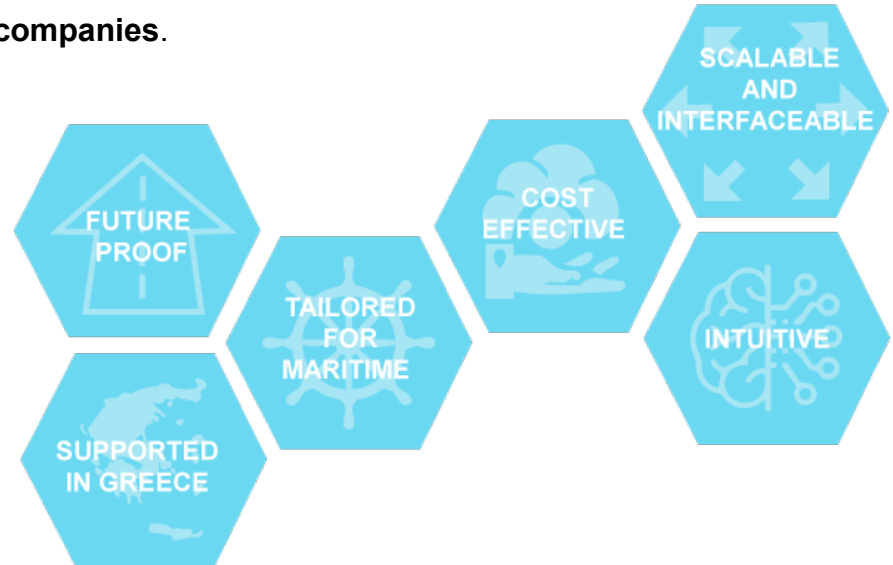 companies.
FUTURE
PROOF
SUPPORTED
IN GREECE
TAILORED
FOR
MARITIME
COST
EFFECTIVE
SCALABLE
AND
INTERFACEABLE
INTUITIVE